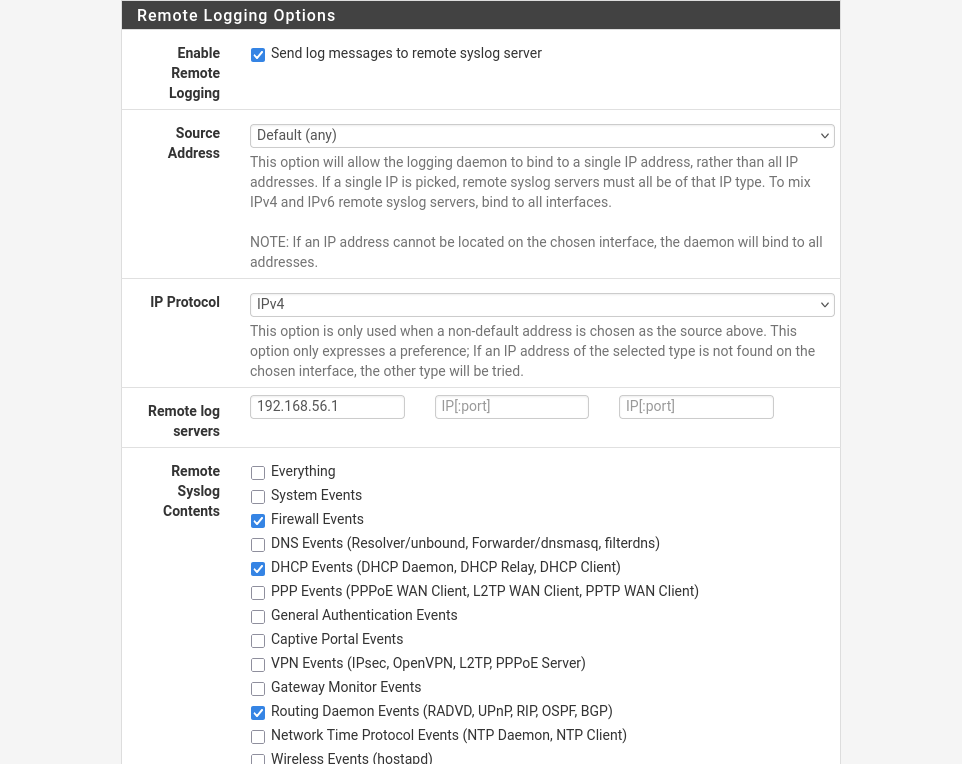 Remote Logging Options
Enable
Remote
Logging
Send log messages to remote syslog server
Source
Address
Default (any)
This option will allow the logging daemon to bind to a single IP address, rather than all IP
addresses. If a single IP is picked, remote syslog servers must all be of that IP type. To mix
IPv4 and IPv6 remote syslog servers, bind to all interfaces.
NOTE: If an IP address cannot be located on the chosen interface, the daemon will bind to all
addresses.
IP Protocol
IPv4
This option is only used when a non-default address is chosen as the source above. This
option only expresses a preference; If an IP address of the selected type is not found on the
chosen interface, the other type will be tried.
Remote log
servers
192.168.56.1
IP[:port]
IP[:port]
Remote
Syslog
Contents
Everything
System Events
Firewall Events
DNS Events (Resolver/unbound, Forwarder/dnsmasq, filterdns)
DHCP Events (DHCP Daemon, DHCP Relay, DHCP Client)
PPP Events (PPPoE WAN Client, L2TP WAN Client, PPTP WAN Client)
General Authentication Events
Captive Portal Events
VPN Events (IPsec, OpenVPN, L2TP, PPPoE Server)
Gateway Monitor Events
Routing Daemon Events (RADVD, UPnP, RIP, OSPF, BGP)
Network Time Protocol Events (NTP Daemon, NTP Client)
Wireless Events (hostapd)